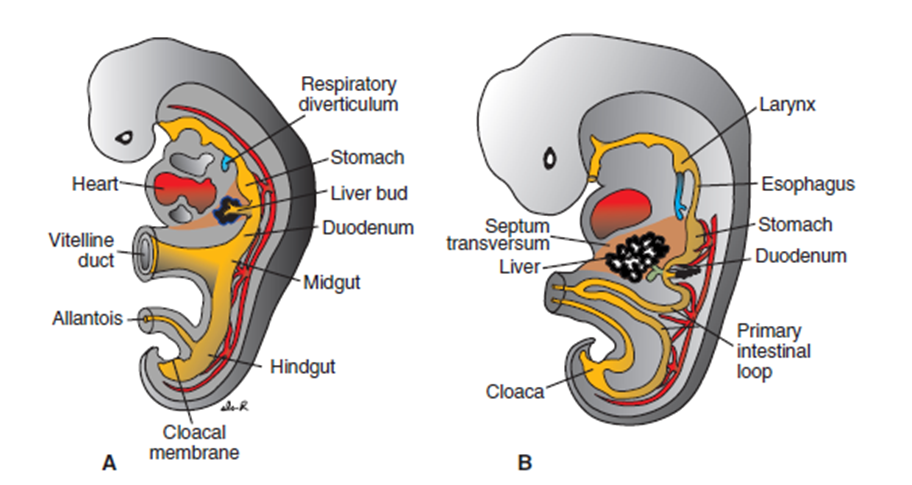 Respiratory
diverticulum
Stomach
Heart
Liver bud
Duodenum
Vitelline
duct
Midgut
Allantois
Hindgut
Cloacal
membrane
A
Larynx
Esophagus
Septum
transversum
Stomach
Liver
Duodenum
Primary
intestinal
loop
Cloaca
B